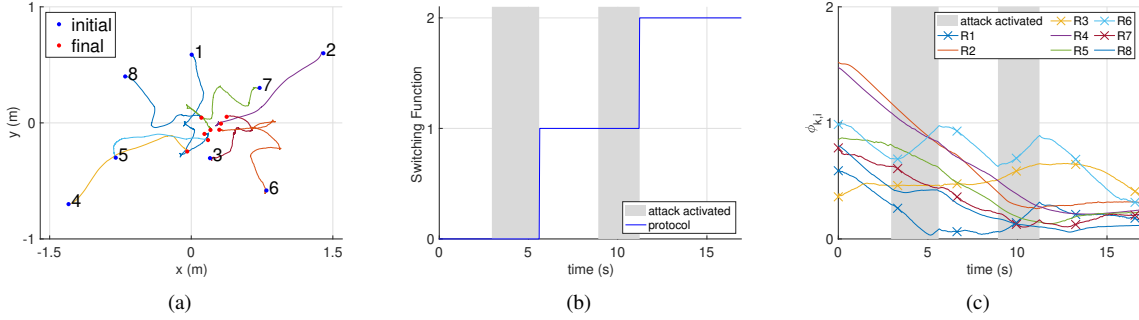 1
0
-1
y (m)
-1.5
0
1.5
x (m)
initial
final
1
2
3
4
5
6
7
8
(a)
2
1
0
Switching Function
0
5
10
15
time (s)
attack activated
protocol
(b)
2
1
0
ϕk,i
0
5
10
15
time (s)
attack activated
R1
R2
R3
R4
R5
R6
R7
R8
(c)